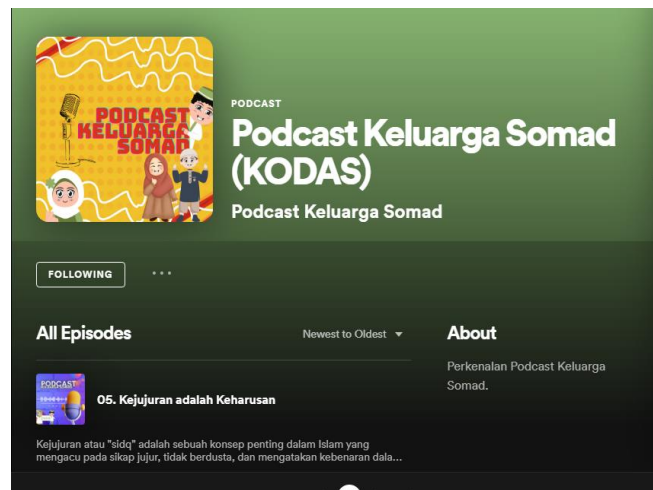 PODCAST
KELUARGA
SOMAD
PODCAST
Podcast Keluarga Somad
(KODAS)
Podcast Keluarga Somad
FOLLOWING
All Episodes
Newest to Oldest
About
Perkenalan Podcast Keluarga
Somad.
PODCAST
05. Kejujuran adalah Keharusan
Kejujuran atau "sidq" adalah sebuah konsep penting dalam Islam yang
mengacu pada sikap jujur, tidak berdusta, dan mengatakan kebenaran dala...